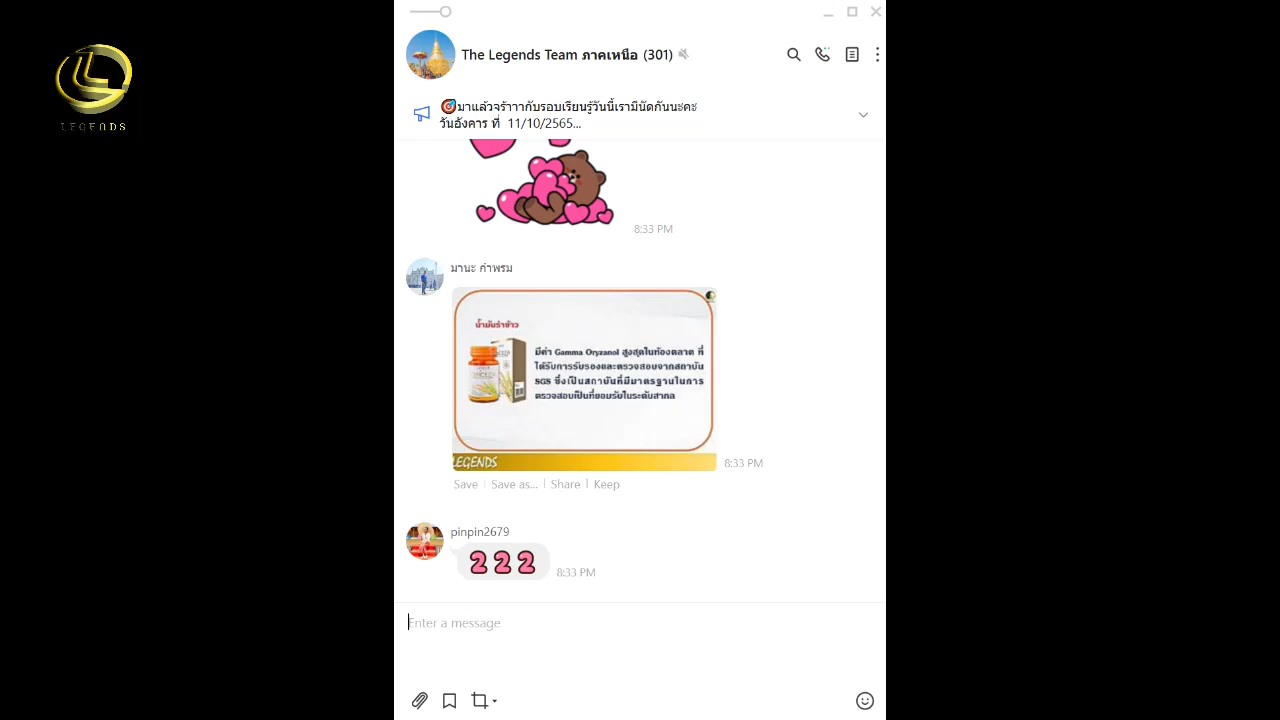 LEGENDS
The Legends Team ภาคเหนือ (301)
🎯มาแล้วจร้าาากับรอบเรียนรู้วันนี้เรามีนัดกันนะคะ
วันอังคาร ที่  11/10/2565...
8:33 PM
มานะ กำพรม
น้ำมันรำข้าว
มีค่า Gamma Oryzanol สูงสุดในท้องตลาด ที่
ได้รับการรับรองและตรวจสอบจากสถาบัน
SGS ซึ่งเป็นสถาบันที่มีมาตรฐานในการ
ตรวจสอบเป็นที่ยอมรับในระดับสากล
LEGENDS
8:33 PM
Save | Save as... | Share | Keep
pinpin2679
222
8:33 PM
Enter a message